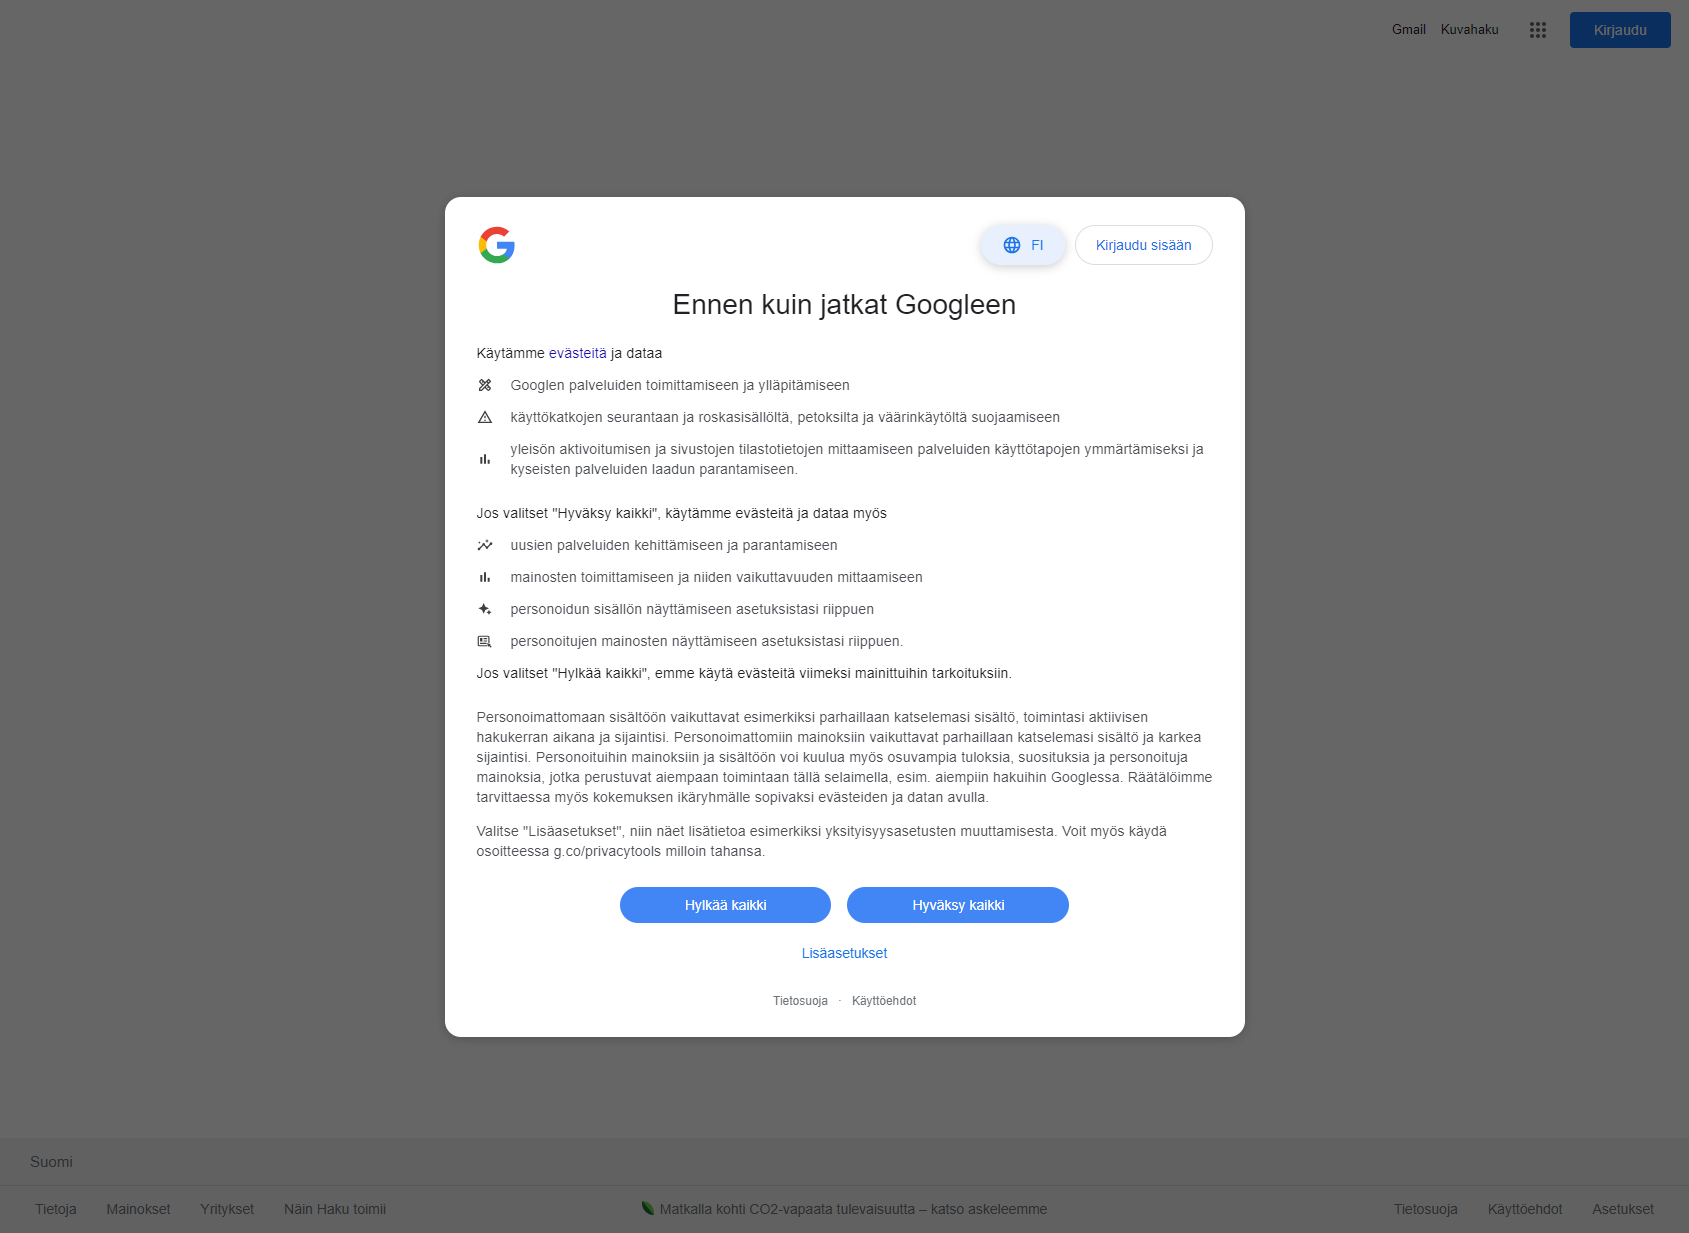 Gmail Kuvahaku Kirjaudu
FI Kirjaudu sisään
Ennen kuin jatkat Googleen
Käytämme evästeitä ja dataa
Googlen palveluiden toimittamiseen ja ylläpitämiseen
käyttökatkojen seurantaan ja roskasisällöltä, petoksilta ja väärinkäytöltä suojaamiseen
yleisön aktivoitumisen ja sivustojen tilastotietojen mittaamiseen palveluiden käyttötapojen ymmärtämiseksi ja
kyseisten palveluiden laadun parantamiseen.
Jos valitset "Hyväksy kaikki", käytämme evästeitä ja dataa myös
uusien palveluiden kehittämiseen ja parantamiseen
mainosten toimittamiseen ja niiden vaikuttavuuden mittaamiseen
personoidun sisällön näyttämiseen asetuksistasi riippuen
personoitujen mainosten näyttämiseen asetuksistasi riippuen.
Jos valitset "Hylkää kaikki", emme käytä evästeitä viimeksi mainittuihin tarkoituksiin.
Personoimattomaan sisältöön vaikuttavat esimerkiksi parhaillaan katselemasi sisältö, toimintasi aktiivisen
hakukerran aikana ja sijaintisi. Personoimattomiin mainoksiin vaikuttavat parhaillaan katselemasi sisältö ja karkea
sijaintisi. Personoituihin mainoksiin ja sisältöön voi kuulua myös osuvampia tuloksia, suosituksia ja personoituja
mainoksia, jotka perustuvat aiempaan toimintaan tällä selaimella, esim. aiempiin hakuihin Googlessa. Räätälöimme
tarvittaessa myös kokemuksen ikäryhmälle sopivaksi evästeiden ja datan avulla.
Valitse "Lisäasetukset", niin näet lisätietoa esimerkiksi yksityisyysasetusten muuttamisesta. Voit myös käydä
osoitteessa g.co/privacytools milloin tahansa.
Hylkää kaikki Hyväksy kaikki
Lisäasetukset
Tietosuoja · Käyttöehdot
Suomi
Tietoja Mainokset Yritykset Näin Haku toimii Matkalla kohti CO2-vapaata tulevaisuutta – katso askeleemme Tietosuoja Käyttöehdot Asetukset